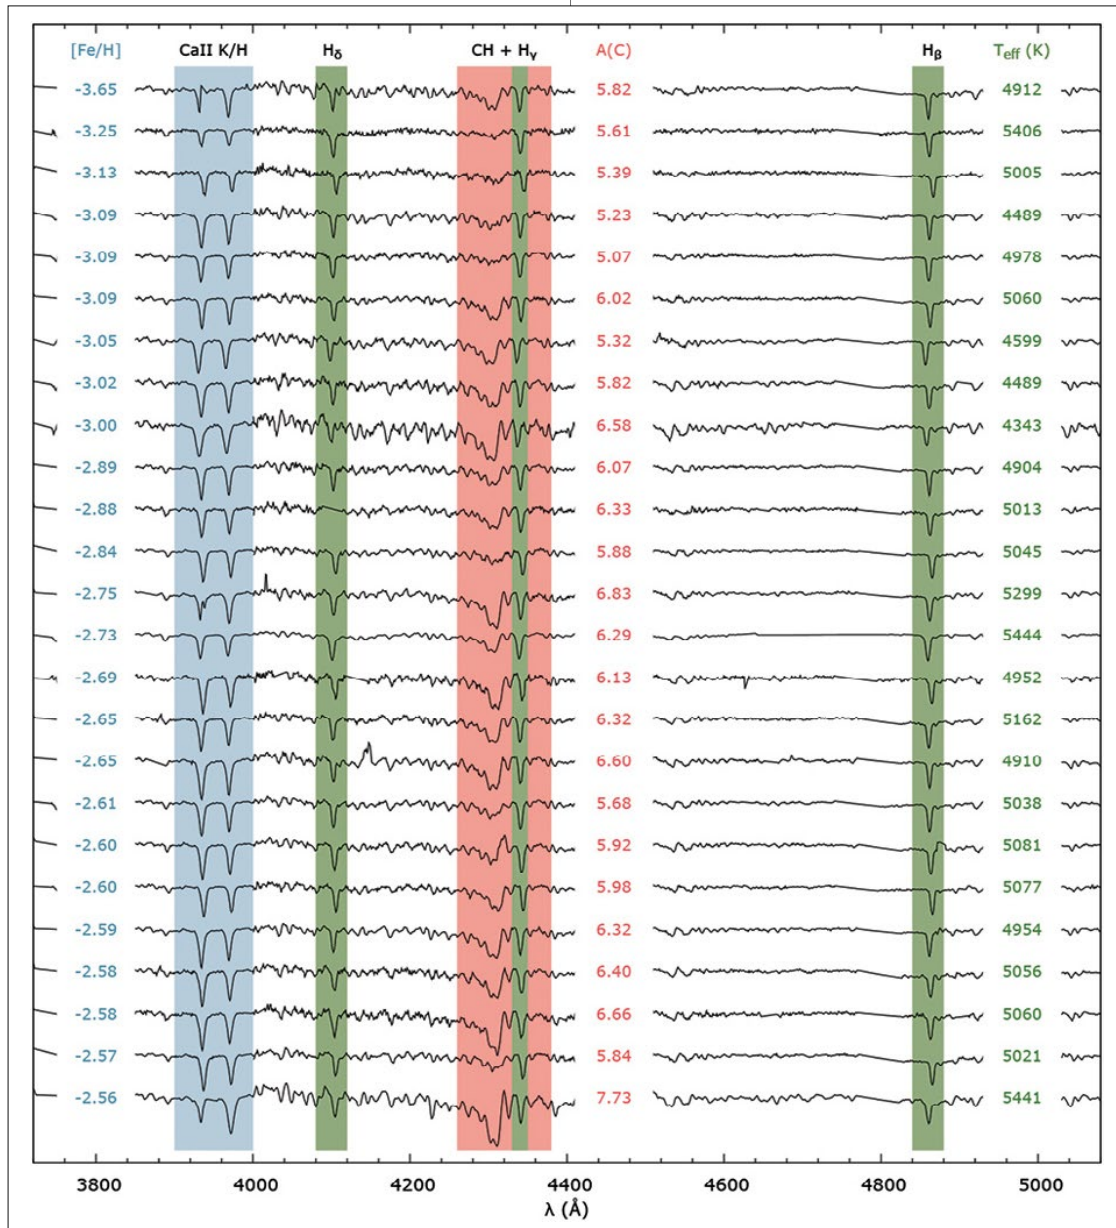 [Fe/H] CaII K/H Hδ CH + Hγ A(C) Hβ Teff (K)
-3.65 5.82 4912
-3.25 5.61 5406
-3.13 5.39 5005
-3.09 5.23 4489
-3.09 5.07 4978
-3.09 6.02 5060
-3.05 5.32 4599
-3.02 5.82 4489
-3.00 6.58 4343
-2.89 6.07 4904
-2.88 6.33 5013
-2.84 5.88 5045
-2.75 6.83 5299
-2.73 6.29 5444
-2.69 6.13 4952
-2.65 6.32 5162
-2.65 6.60 4910
-2.61 5.68 5038
-2.60 5.92 5081
-2.60 5.98 5077
-2.59 6.32 4954
-2.58 6.40 5056
-2.58 6.66 5060
-2.57 5.84 5021
-2.56 7.73 5441
3800 4000 4200 4400 4600 4800 5000
λ (Å)